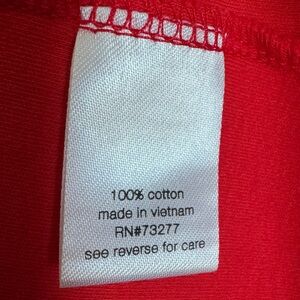 100% cotton
made in vietnam
RN#73277
see reverse for care